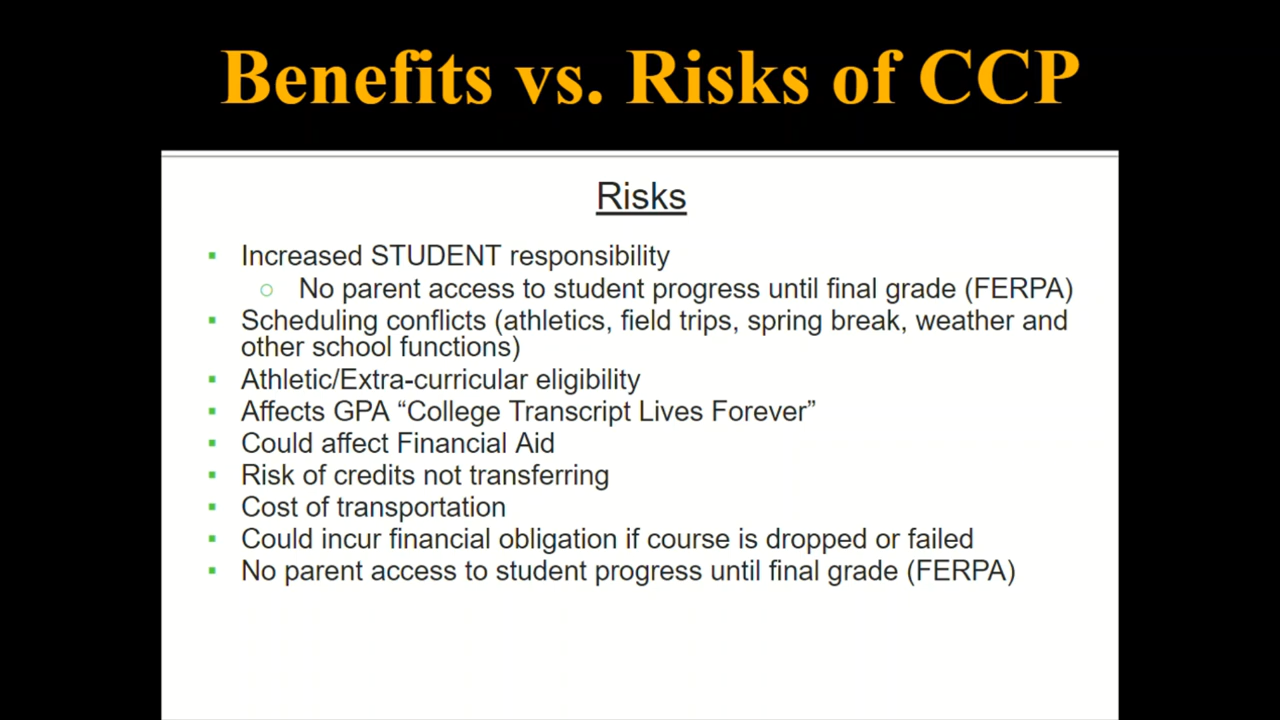 Benefits vs. Risks of CCP
Risks
▪ Increased STUDENT responsibility
○ No parent access to student progress until final grade (FERPA)
▪ Scheduling conflicts (athletics, field trips, spring break, weather and
other school functions)
▪ Athletic/Extra-curricular eligibility
▪ Affects GPA “College Transcript Lives Forever”
▪ Could affect Financial Aid
▪ Risk of credits not transferring
▪ Cost of transportation
▪ Could incur financial obligation if course is dropped or failed
▪ No parent access to student progress until final grade (FERPA)